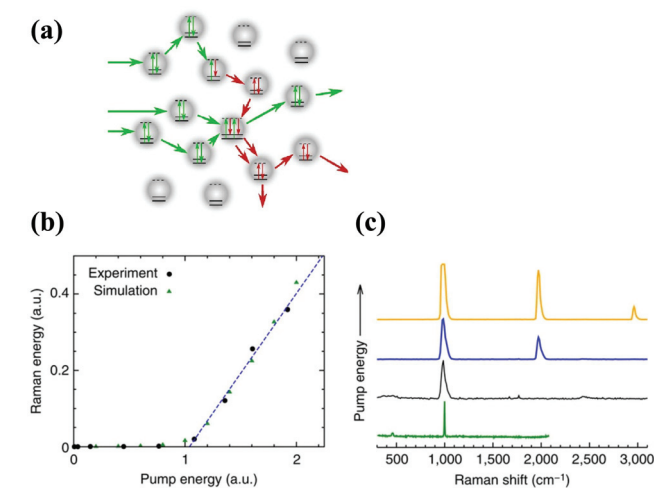 (a)
(b)
Experiment
Simulation
Raman energy (a.u.)
0.4
0.2
0
0 1 2
Pump energy (a.u.)
(c)
Pump energy
500 1,000 1,500 2,000 2,500 3,000
Raman shift (cm⁻¹)